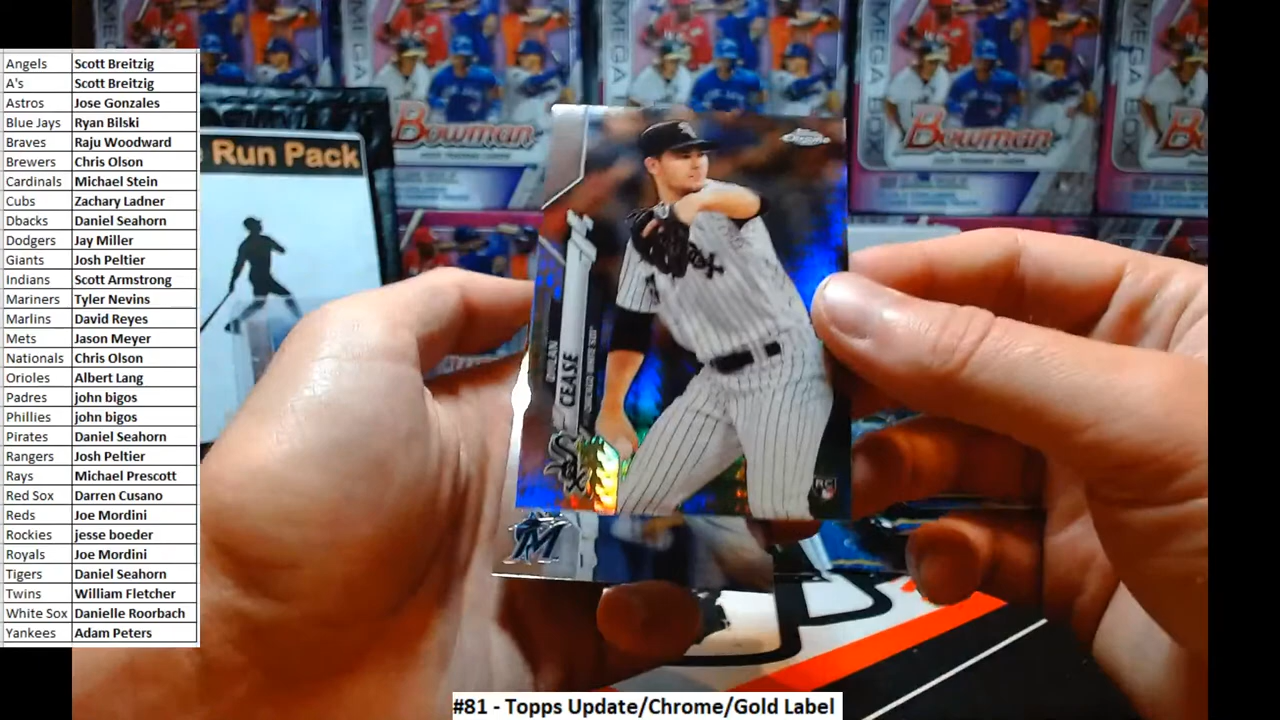 Angels Scott Breitzig
A's Scott Breitzig
Astros Jose Gonzales
Blue Jays Ryan Bilski
Braves Raju Woodward
Brewers Chris Olson
Cardinals Michael Stein
Cubs Zachary Ladner
Dbacks Daniel Seahorn
Dodgers Jay Miller
Giants Josh Peltier
Indians Scott Armstrong
Mariners Tyler Nevins
Marlins David Reyes
Mets Jason Meyer
Nationals Chris Olson
Orioles Albert Lang
Padres john bigos
Phillies john bigos
Pirates Daniel Seahorn
Rangers Josh Peltier
Rays Michael Prescott
Red Sox Darren Cusano
Reds Joe Mordini
Rockies jesse boeder
Royals Joe Mordini
Tigers Daniel Seahorn
Twins William Fletcher
White Sox Danielle Roorbach
Yankees Adam Peters
Run Pack
MEGA BOX
Bowman
Bowman
Bowman
Chrome
DYLAN
CEASE
CHICAGO WHITE SOX
RC
M
#81 - Topps Update/Chrome/Gold Label